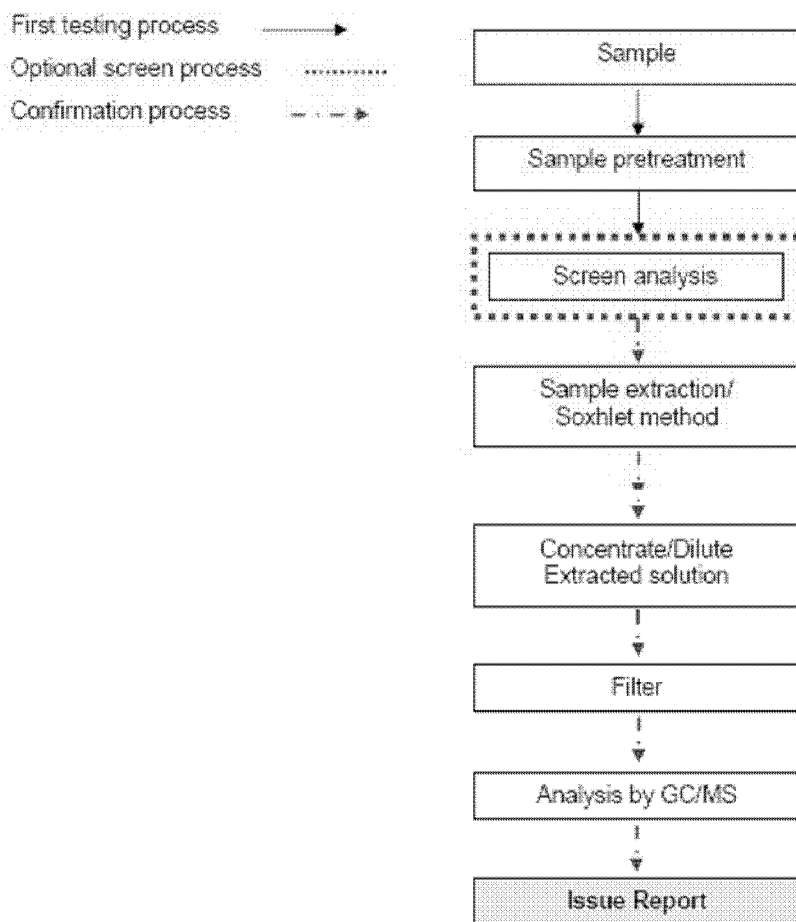 First testing process
Optional screen process
Confirmation process
Sample
Sample pretreatment
Screen analysis
Sample extraction/
Soxhlet method
Concentrate/Dilute
Extracted solution
Filter
Analysis by GC/MS
Issue Report